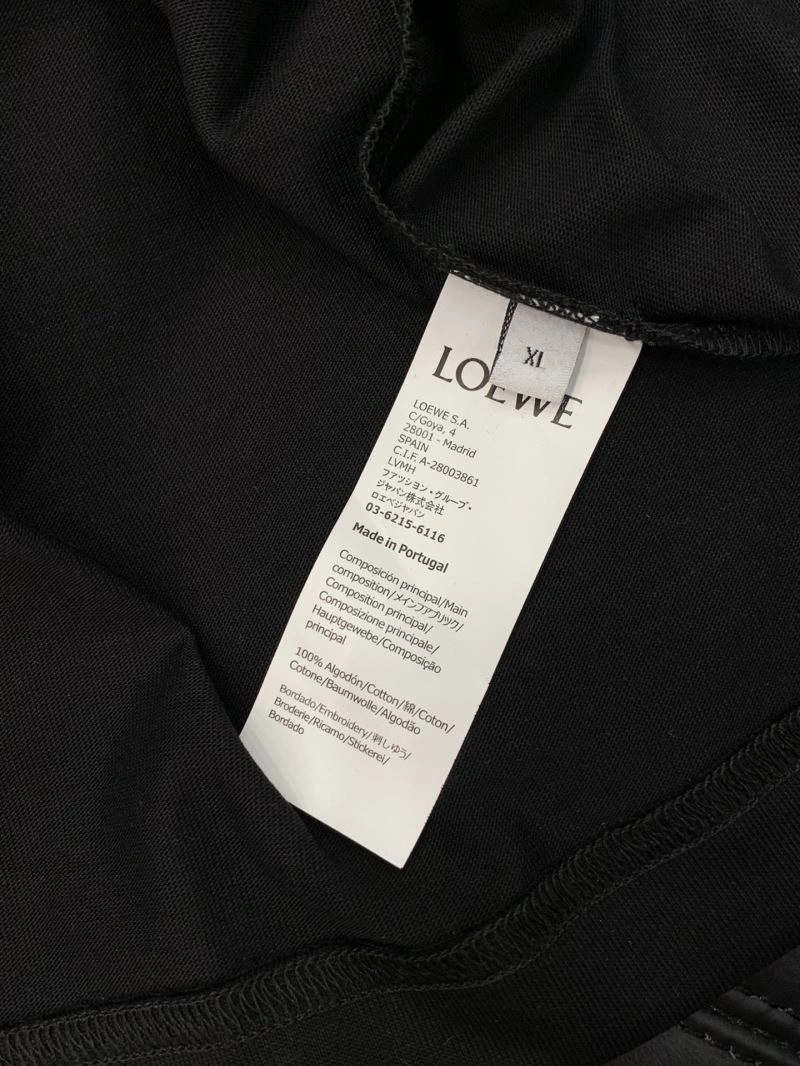 XL
LOEWE
LOEWE S.A.
C/Goya, 4
28001 - Madrid
SPAIN
C.I.F. A-28003861
LVMH
ファッション・グループ・
ジャパン株式会社
ロエベジャパン
03-6215-6116
Made in Portugal
Composición principal/Main
composition/メインファブリック/
Composition principal/
Composizione principale/
Hauptgewebe/Composição
principal
100% Algodón/Cotton/綿/Coton/
Cotone/Baumwolle/Algodão
Bordado/Embroidery/刺しゅう/
Broderie/Ricamo/Stickerei/
Bordado